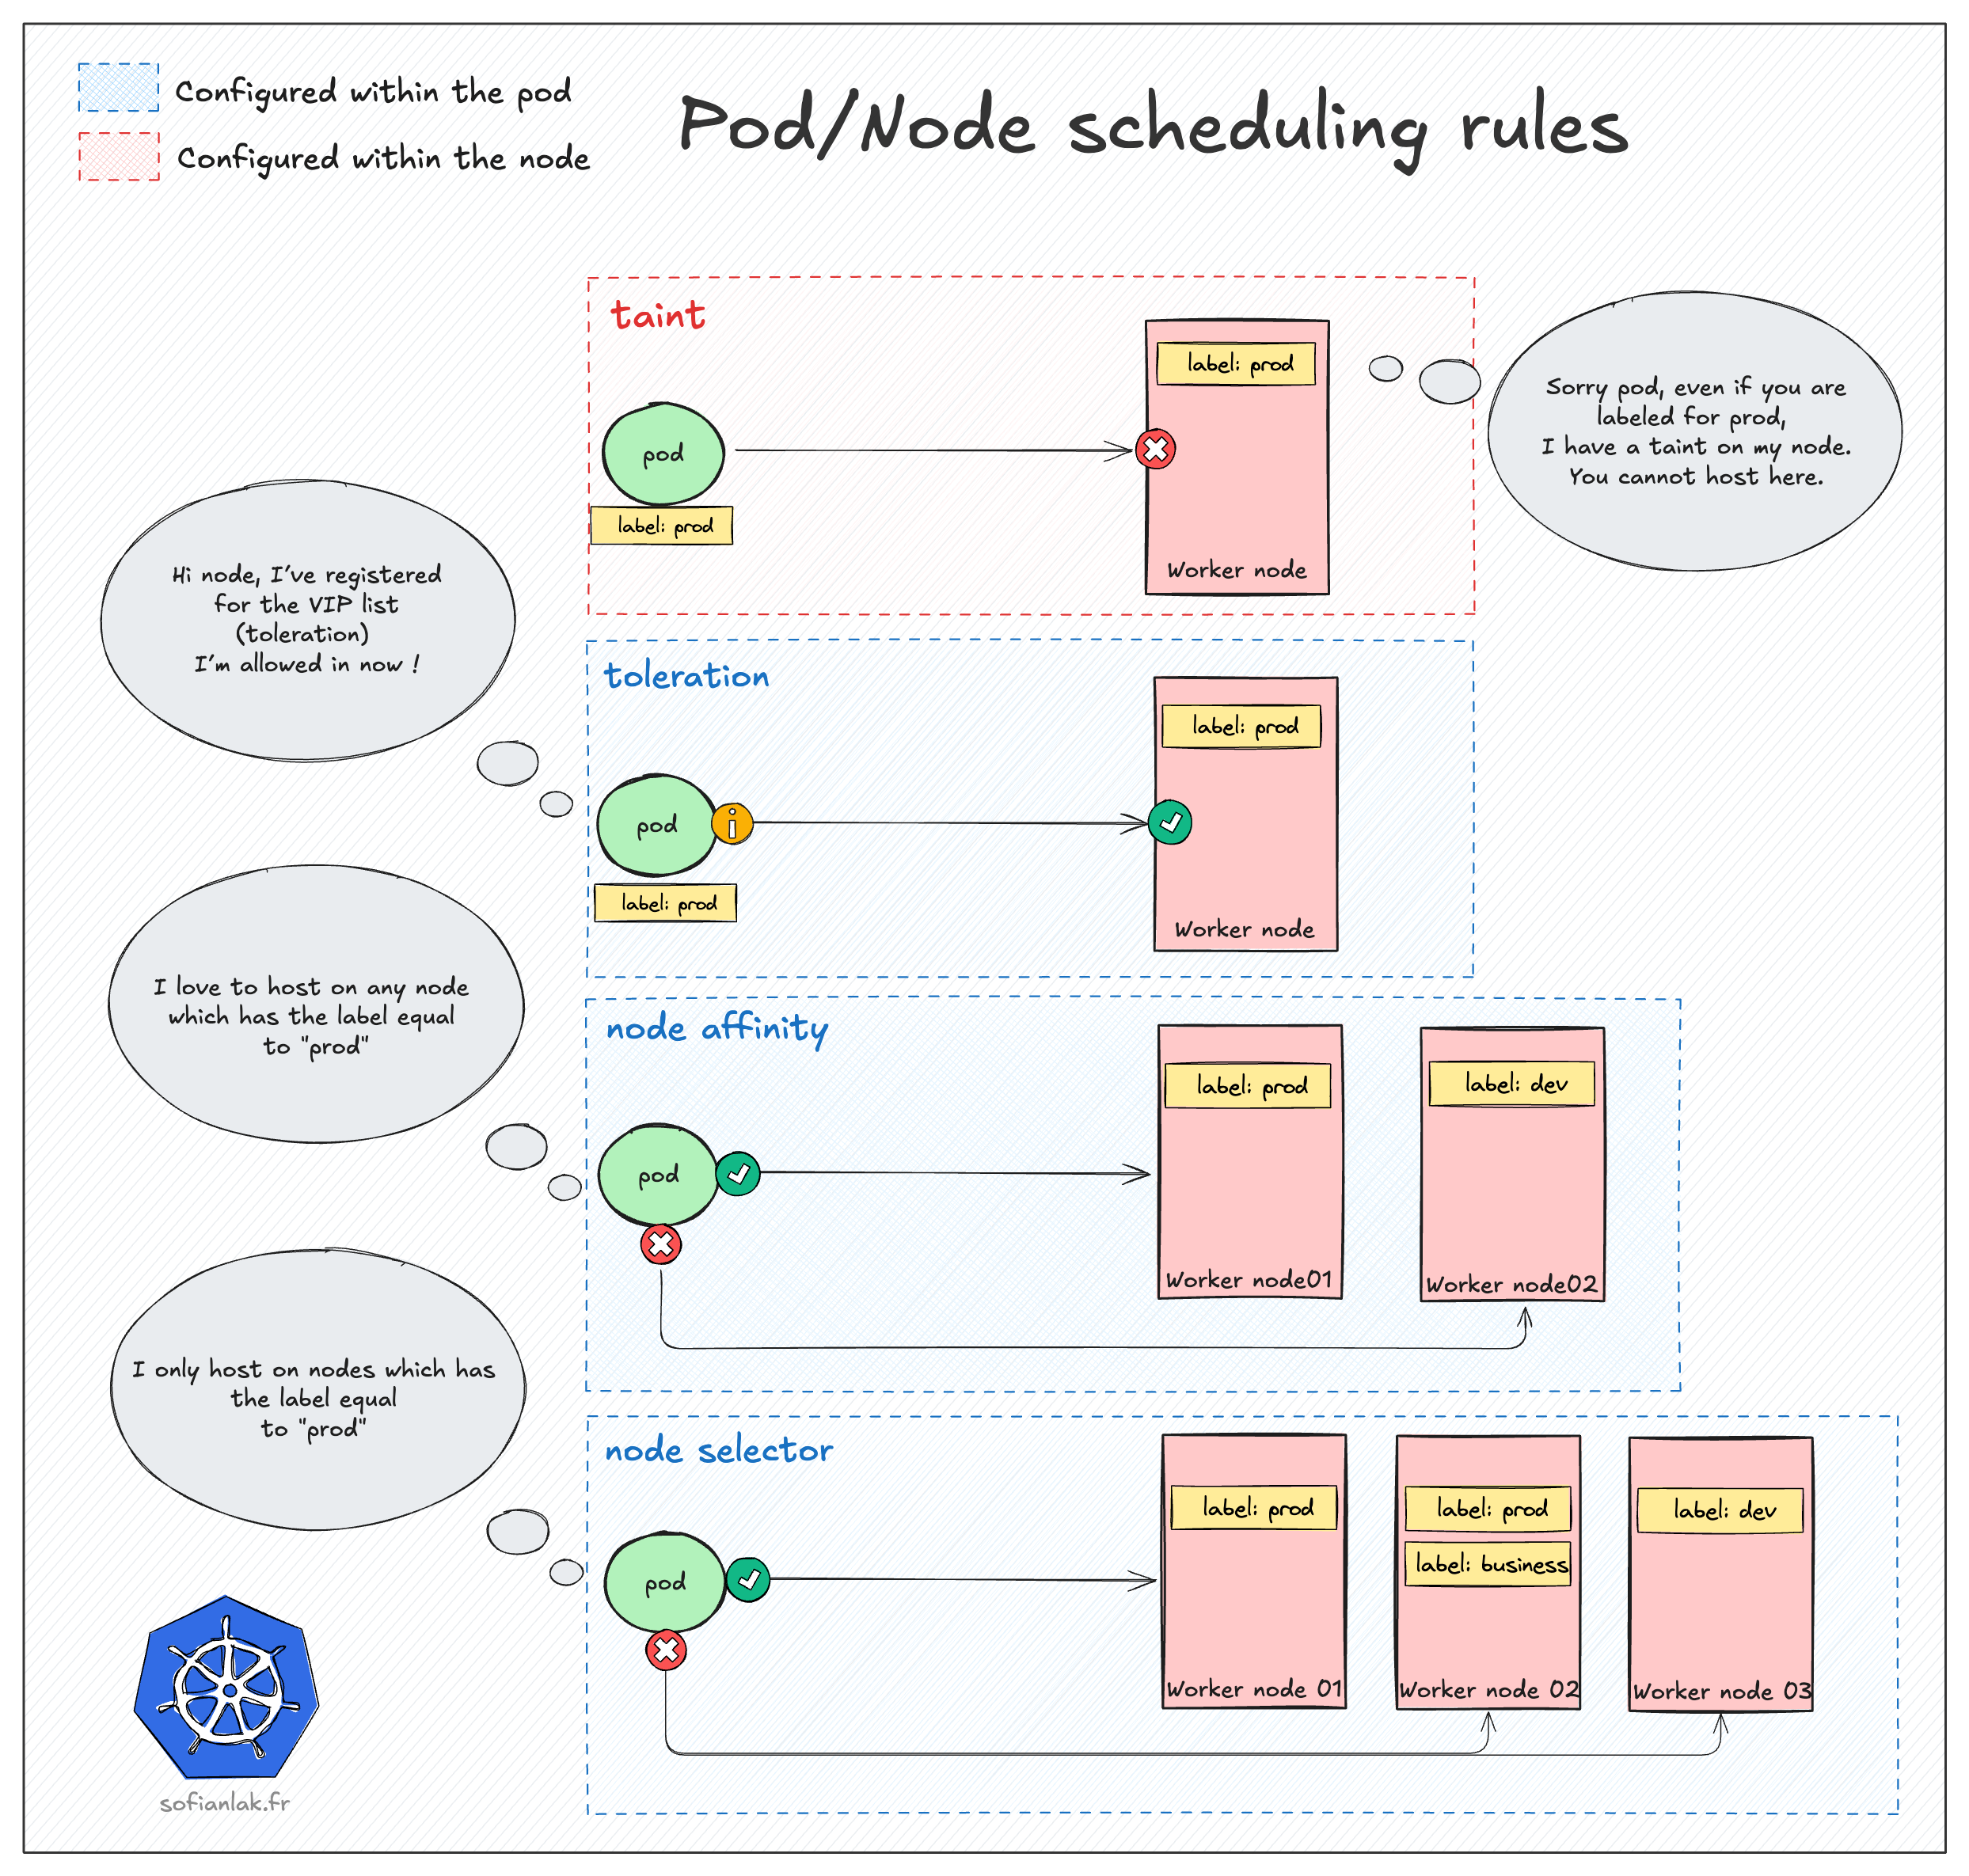 Configured within the pod
Configured within the node
Pod/Node scheduling rules
taint
label: prod
pod
label: prod
Worker node
Sorry pod, even if you are
labeled for prod,
I have a taint on my node.
You cannot host here.
Hi node, I've registered
for the VIP list
(toleration)
I'm allowed in now !
toleration
label: prod
pod
label: prod
Worker node
I love to host on any node
which has the label equal
to "prod"
node affinity
label: prod
label: dev
pod
Worker node01
Worker node02
I only host on nodes which has
the label equal
to "prod"
node selector
label: prod
label: prod
label: business
label: dev
pod
Worker node 01
Worker node 02
Worker node 03
sofianlak.fr